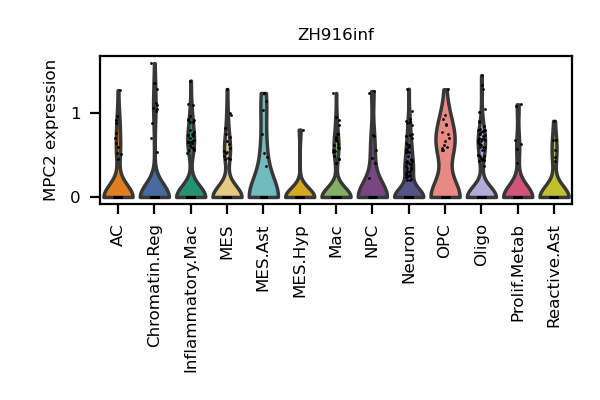 ZH916inf
MPC2 expression
1
0
AC
Chromatin.Reg
Inflammatory.Mac
MES
MES.Ast
MES.Hyp
Mac
NPC
Neuron
OPC
Oligo
Prolif.Metab
Reactive.Ast